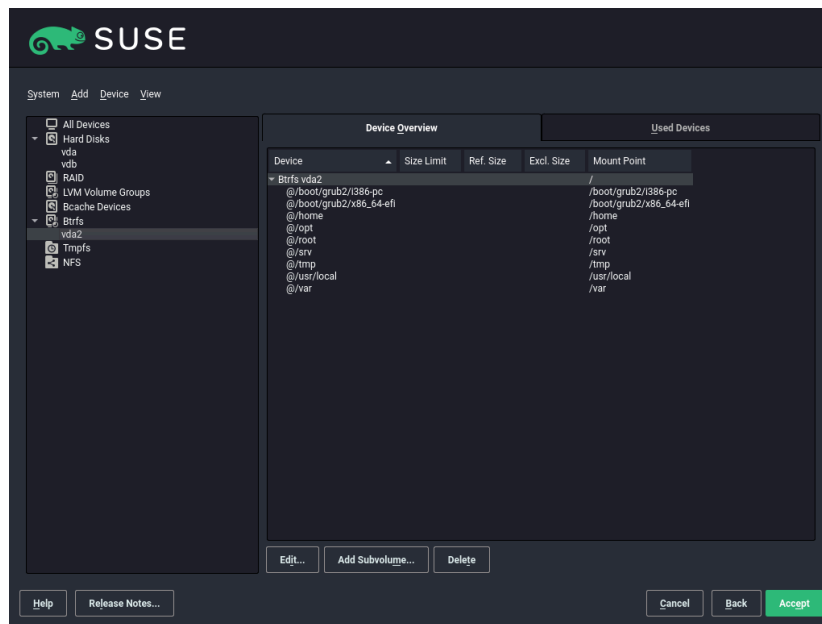 SUSE
System Add Device View
All Devices
Hard Disks
vda
vdb
RAID
LVM Volume Groups
Bcache Devices
Btrfs
vda2
Tmpfs
NFS
Device Overview
Used Devices
Device Size Limit Ref. Size Excl. Size Mount Point
Btrfs vda2 /
@/boot/grub2/i386-pc /boot/grub2/i386-pc
@/boot/grub2/x86_64-efi /boot/grub2/x86_64-efi
@/home /home
@/opt /opt
@/root /root
@/srv /srv
@/tmp /tmp
@/usr/local /usr/local
@/var /var
Edit... Add Subvolume... Delete
Help Release Notes... Cancel Back Accept